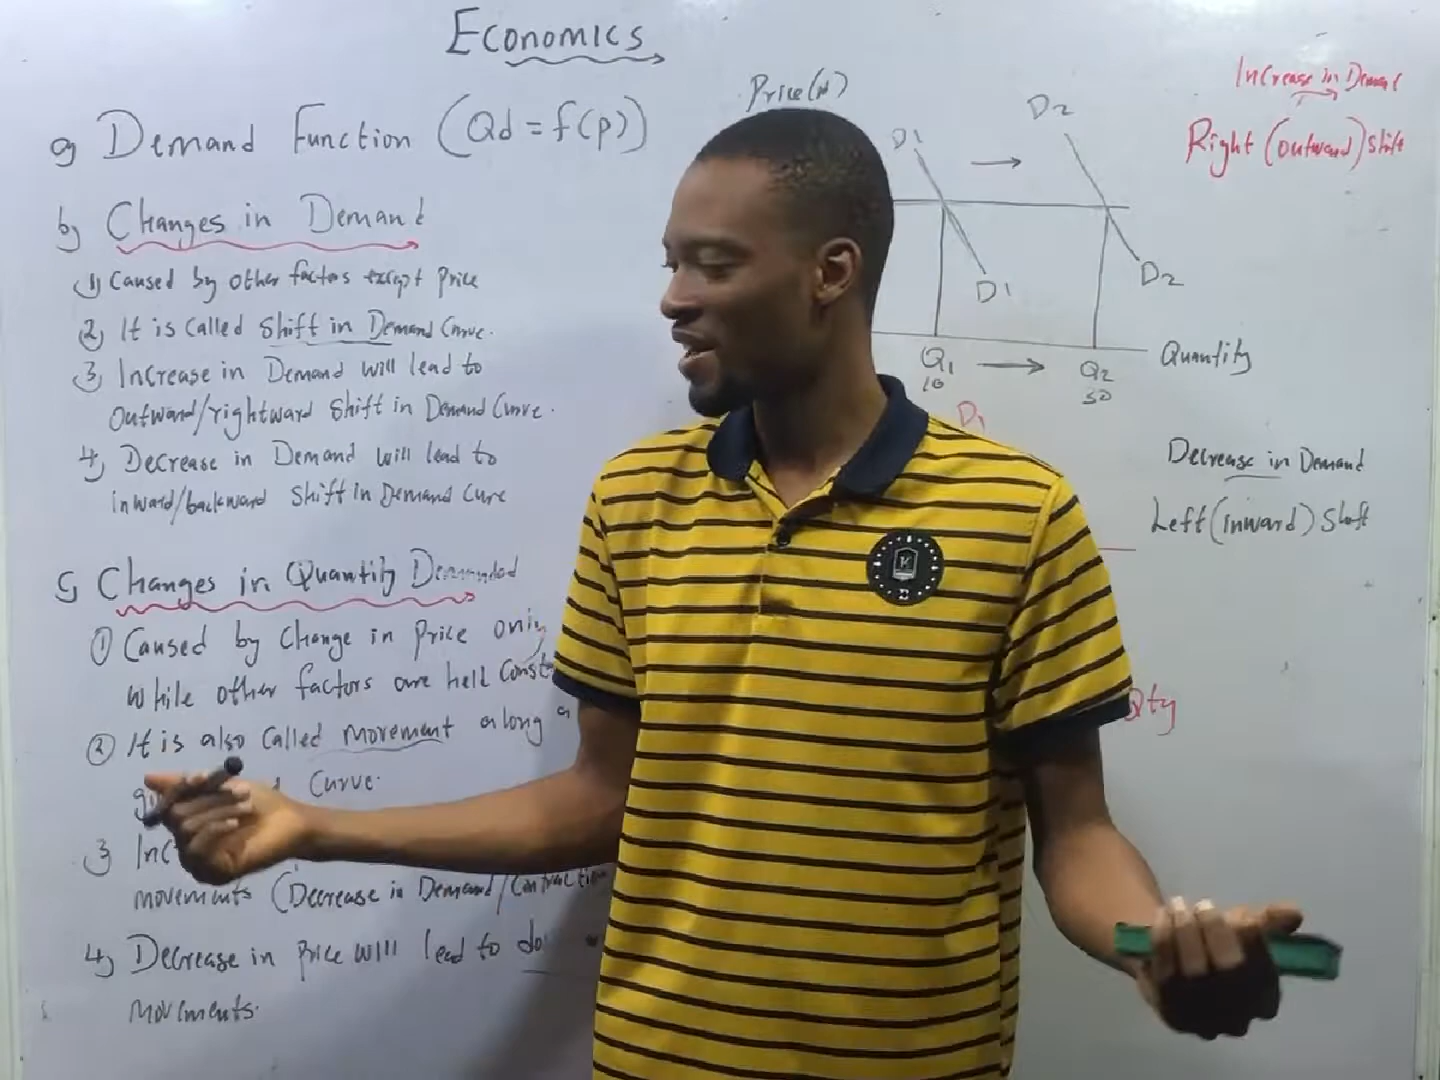 Economics
a) Demand Function (Qd = f(p))
b) Changes in Demand
1) Caused by other factors except price
2) It is called Shift in Demand Curve.
3) Increase in Demand will lead to
outward/rightward shift in Demand Curve.
4) Decrease in Demand will lead to
inward/backward shift in Demand Cure
c) Changes in Quantity Demanded
1) Caused by Change in Price only
while other factors are held Const
2) It is also called movement along a
Curve.
3) Inc
movements (Decrease in Demand/Contraction
4) Decrease in price will lead to do
movements.
Price(N)
D1
D2
D1
D2
Q1
Q2
Quantity
10
30
Increase in Demand
Right (outward) shift
D1
Decrease in Demand
Left (inward) Shift
Qty